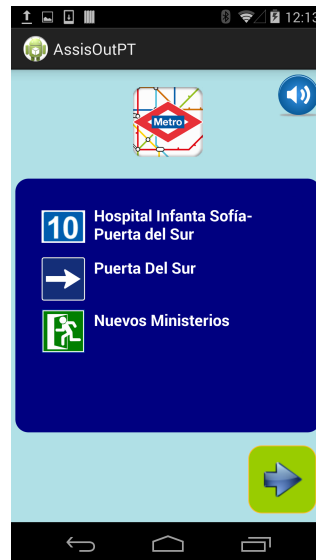 12:13
AssisOutPT
Metro
10
Hospital Infanta Sofía-
Puerta del Sur
Puerta Del Sur
Nuevos Ministerios